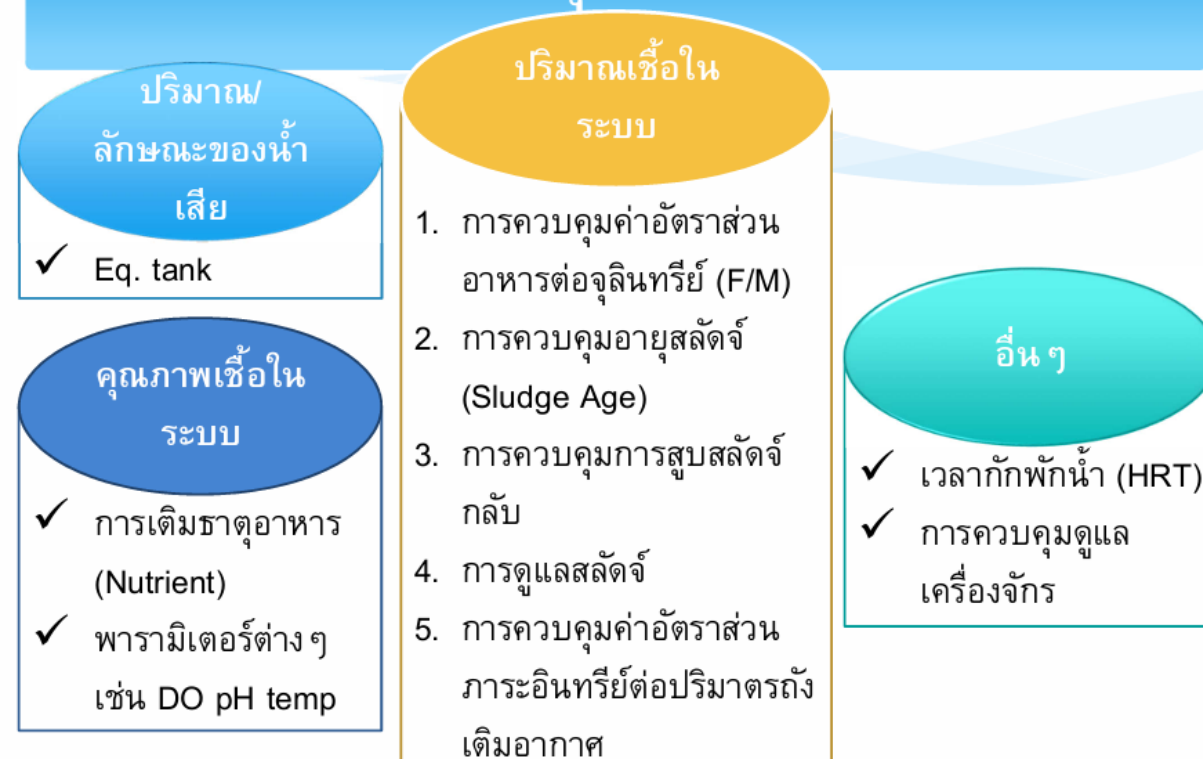 ปริมาณ/
ลักษณะของน้ำ
เสีย
✓ Eq. tank
คุณภาพเชื้อใน
ระบบ
✓ การเติมธาตุอาหาร
(Nutrient)
✓ พารามิเตอร์ต่าง ๆ
เช่น DO pH temp
ปริมาณเชื้อใน
ระบบ
1. การควบคุมค่าอัตราส่วน
อาหารต่อจุลินทรีย์ (F/M)
2. การควบคุมอายุสลัดจ์
(Sludge Age)
3. การควบคุมการสูบสลัดจ์
กลับ
4. การดูแลสลัดจ์
5. การควบคุมค่าอัตราส่วน
ภาระอินทรีย์ต่อปริมาตรถัง
เติมอากาศ
อื่น ๆ
✓ เวลากักพักน้ำ (HRT)
✓ การควบคุมดูแล
เครื่องจักร